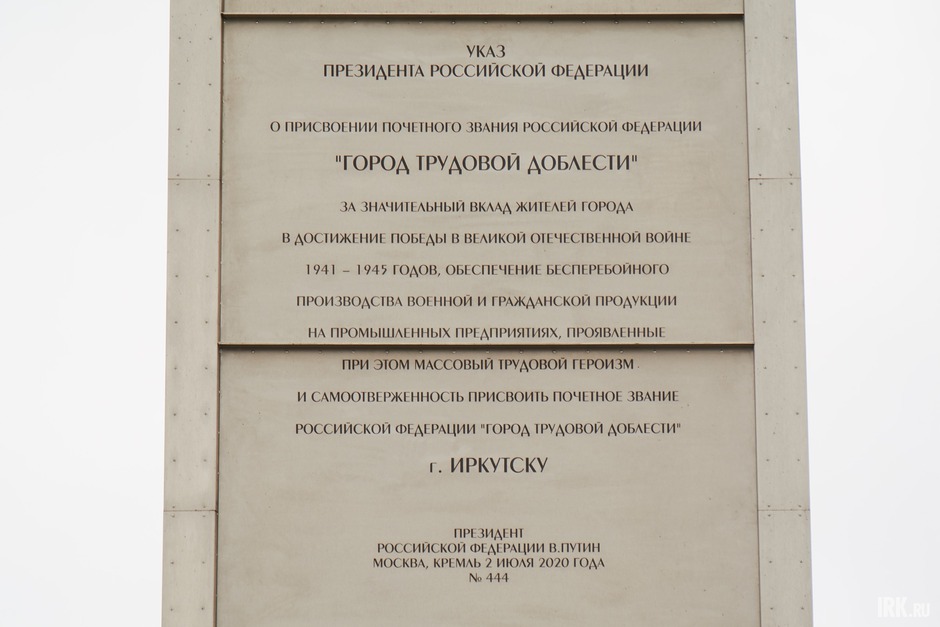 УКАЗ
ПРЕЗИДЕНТА РОССИЙСКОЙ ФЕДЕРАЦИИ
О ПРИСВОЕНИИ ПОЧЕТНОГО ЗВАНИЯ РОССИЙСКОЙ ФЕДЕРАЦИИ
"ГОРОД ТРУДОВОЙ ДОБЛЕСТИ"
ЗА ЗНАЧИТЕЛЬНЫЙ ВКЛАД ЖИТЕЛЕЙ ГОРОДА
В ДОСТИЖЕНИЕ ПОБЕДЫ В ВЕЛИКОЙ ОТЕЧЕСТВЕННОЙ ВОЙНЕ
1941 – 1945 ГОДОВ, ОБЕСПЕЧЕНИЕ БЕСПЕРЕБОЙНОГО
ПРОИЗВОДСТВА ВОЕННОЙ И ГРАЖДАНСКОЙ ПРОДУКЦИИ
НА ПРОМЫШЛЕННЫХ ПРЕДПРИЯТИЯХ, ПРОЯВЛЕННЫЕ
ПРИ ЭТОМ МАССОВЫЙ ТРУДОВОЙ ГЕРОИЗМ
И САМООТВЕРЖЕННОСТЬ ПРИСВОИТЬ ПОЧЕТНОЕ ЗВАНИЕ
РОССИЙСКОЙ ФЕДЕРАЦИИ "ГОРОД ТРУДОВОЙ ДОБЛЕСТИ"
г. ИРКУТСКУ
ПРЕЗИДЕНТ
РОССИЙСКОЙ ФЕДЕРАЦИИ В.ПУТИН
МОСКВА, КРЕМЛЬ 2 ИЮЛЯ 2020 ГОДА
№ 444
IRK.RU